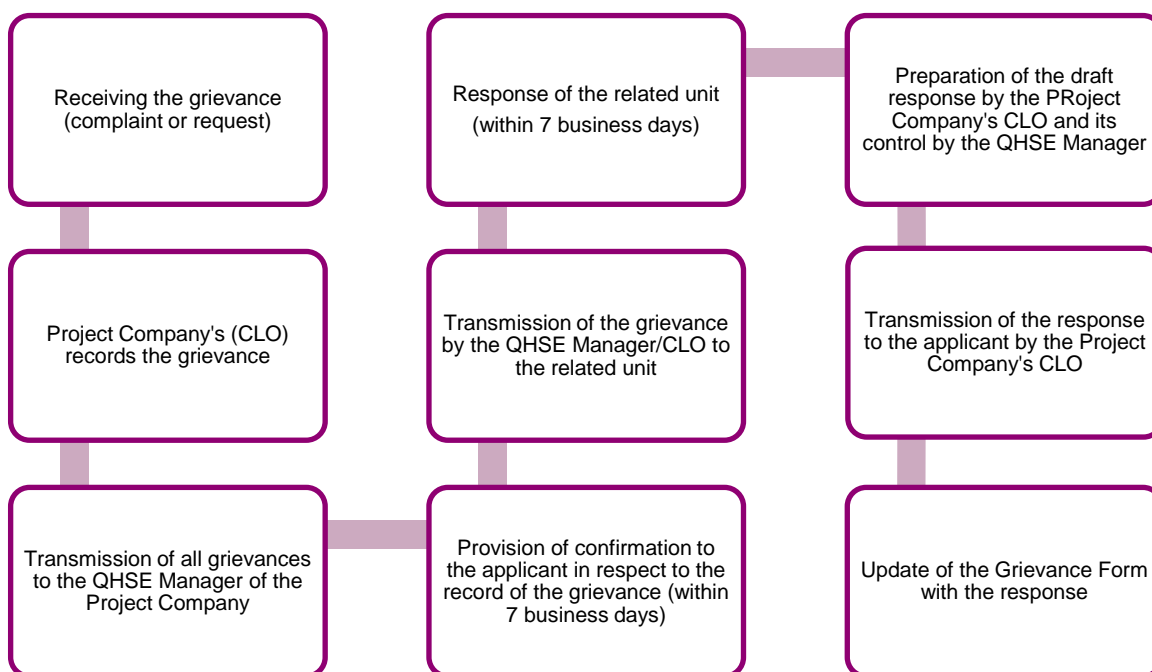 Receiving the grievance
(complaint or request)
Project Company's (CLO)
records the grievance
Transmission of all grievances
to the QHSE Manager of the
Project Company
Provision of confirmation to
the applicant in respect to the
record of the grievance (within
7 business days)
Transmission of the grievance
by the QHSE Manager/CLO to
the related unit
Response of the related unit
(within 7 business days)
Preparation of the draft
response by the PRoject
Company's CLO and its
control by the QHSE Manager
Transmission of the response
to the applicant by the Project
Company's CLO
Update of the Grievance Form
with the response